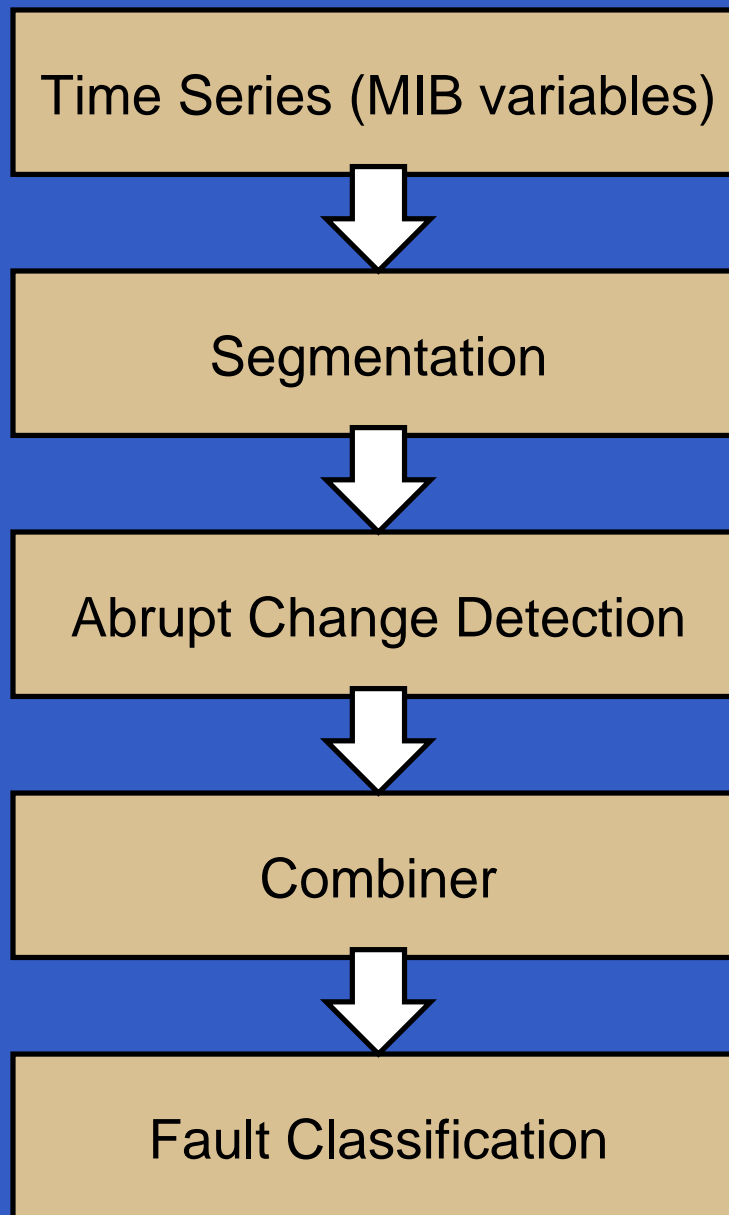 Time Series (MIB variables)
Segmentation
Abrupt Change Detection
Combiner
Fault Classification